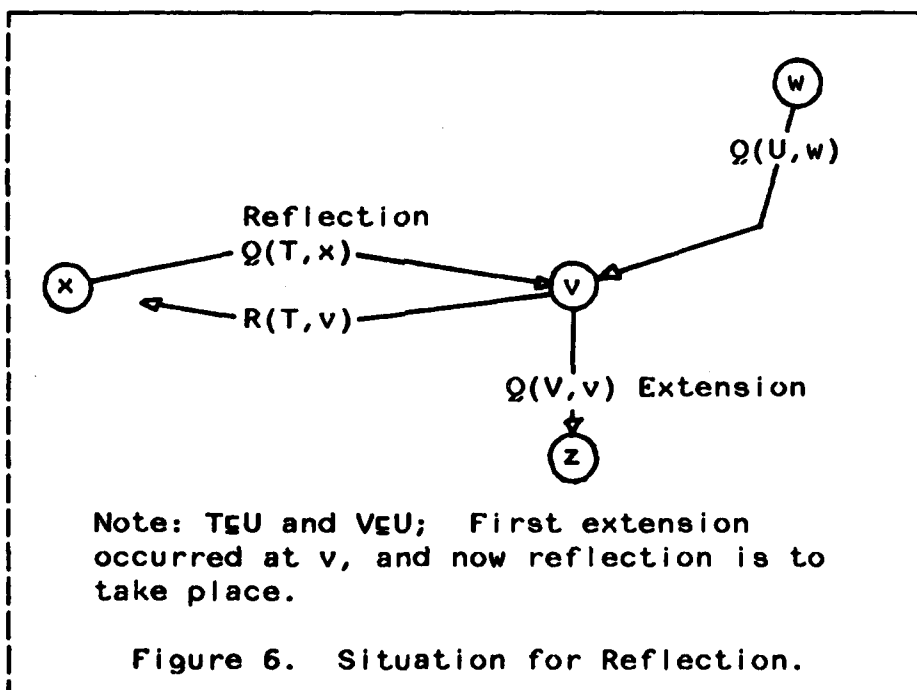 w
Q(U,w)
Reflection
Q(T,x)
x
v
R(T,v)
Q(V,v) Extension
z
Note: T⊆U and V⊆U; First extension
occurred at v, and now reflection is to
take place.
Figure 6. Situation for Reflection.